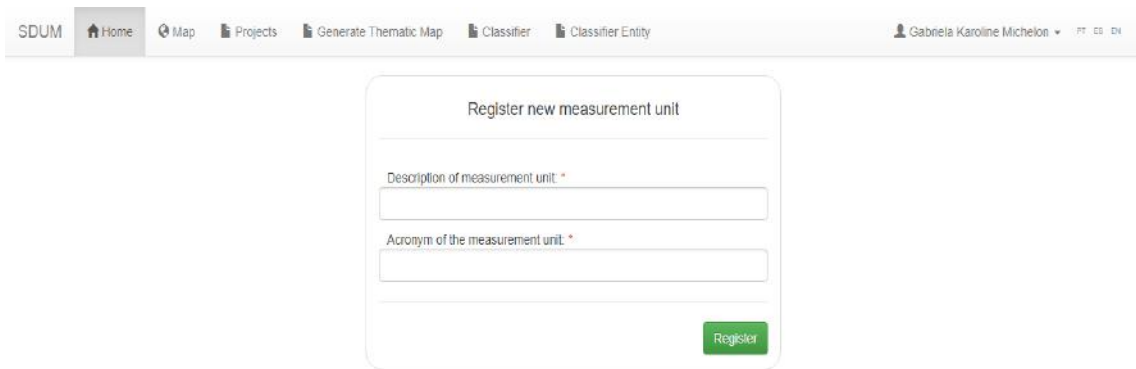 SDUM Home Map Projects Generate Thematic Map Classifier Classifier Entity Gabriela Karoline Michelon PT ES EN
Register new measurement unit
Description of measurement unit: *
Acronym of the measurement unit: *
Register